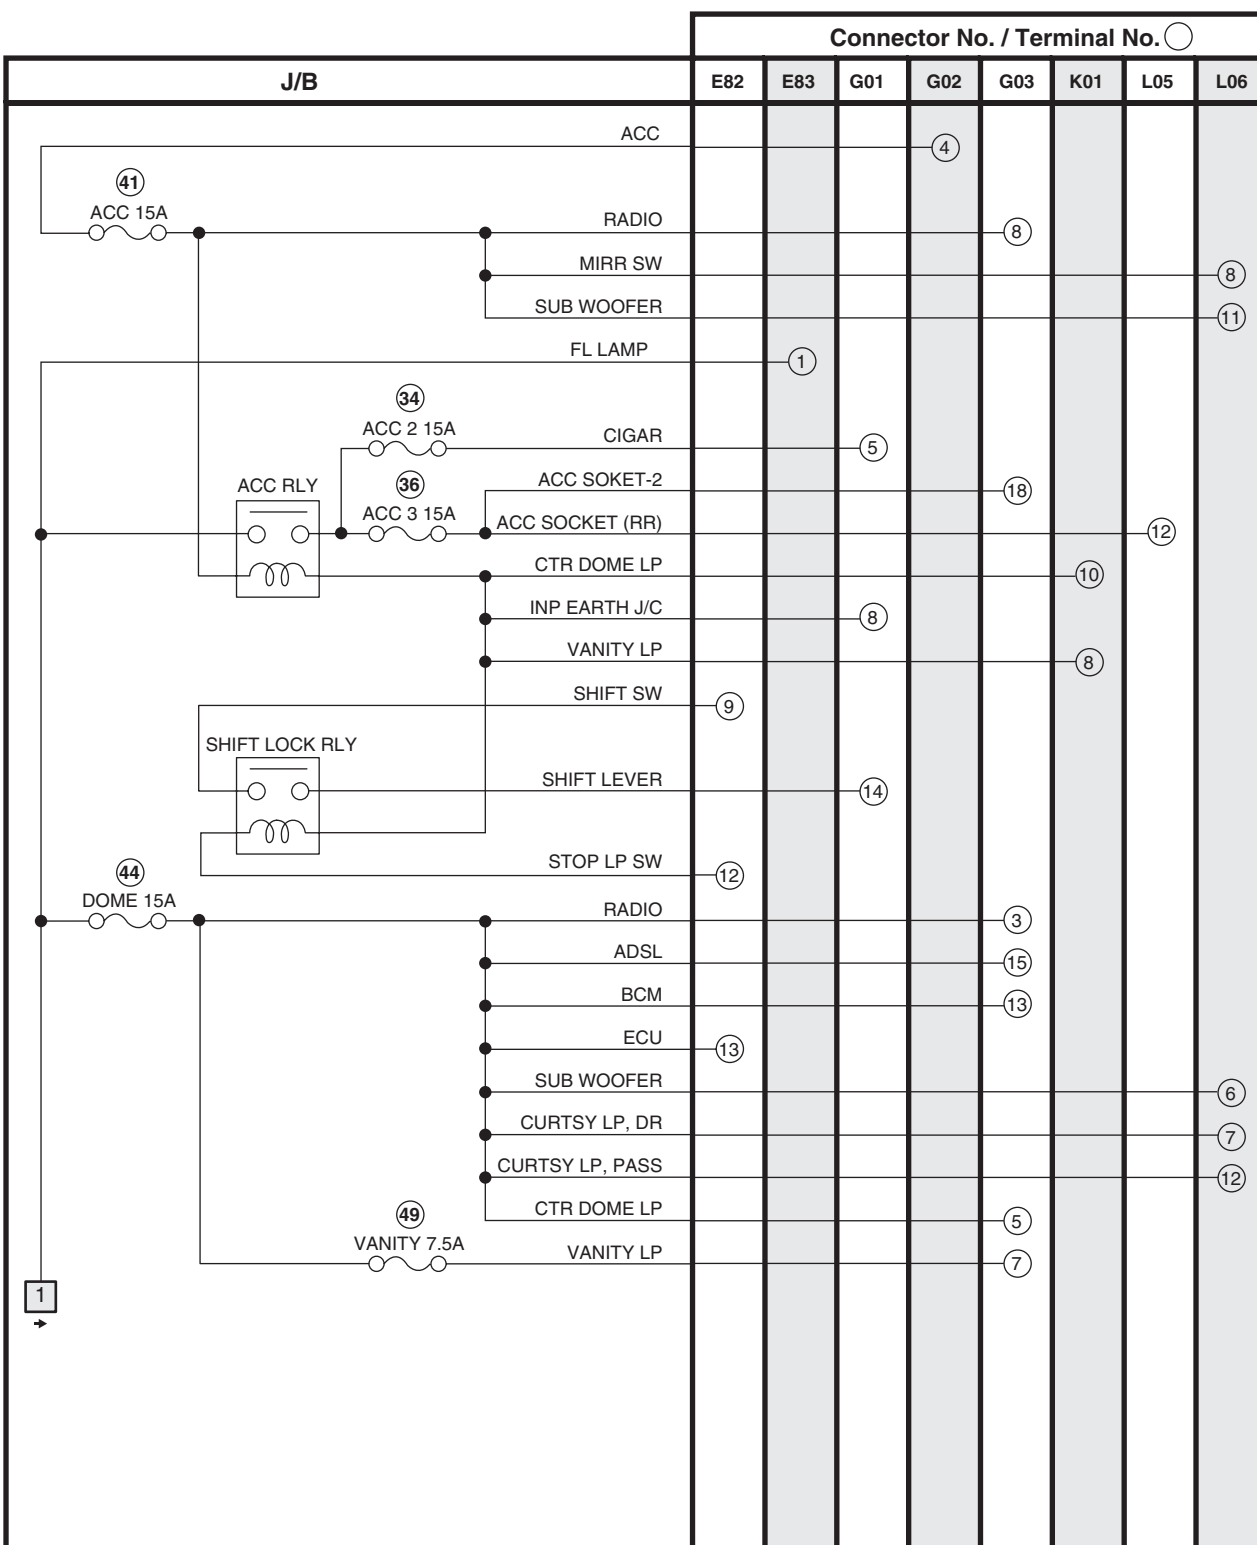 Connector No. / Terminal No.
J/B E82 E83 G01 G02 G03 K01 L05 L06
ACC 4
41
ACC 15A
RADIO 8
MIRR SW 8
SUB WOOFER 11
FL LAMP 1
34
ACC 2 15A
CIGAR 5
ACC RLY
36
ACC SOKET-2 18
ACC 3 15A
ACC SOCKET (RR) 12
CTR DOME LP 10
INP EARTH J/C 8
VANITY LP 8
SHIFT SW 9
SHIFT LOCK RLY
SHIFT LEVER 14
STOP LP SW 12
44
DOME 15A
RADIO 3
ADSL 15
BCM 13
ECU 13
SUB WOOFER 6
CURTSY LP, DR 7
CURTSY LP, PASS 12
CTR DOME LP 5
49
VANITY 7.5A
VANITY LP 7
1